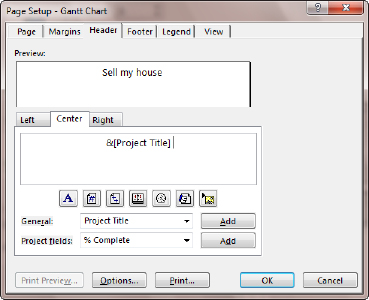 Page Setup - Gantt Chart
Page Margins Header Footer Legend View
Preview:
Sell my house
Left Center Right
&[Project Title]
A
General: Project Title Add
Project fields: % Complete Add
Print Preview... Options... Print... OK Cancel